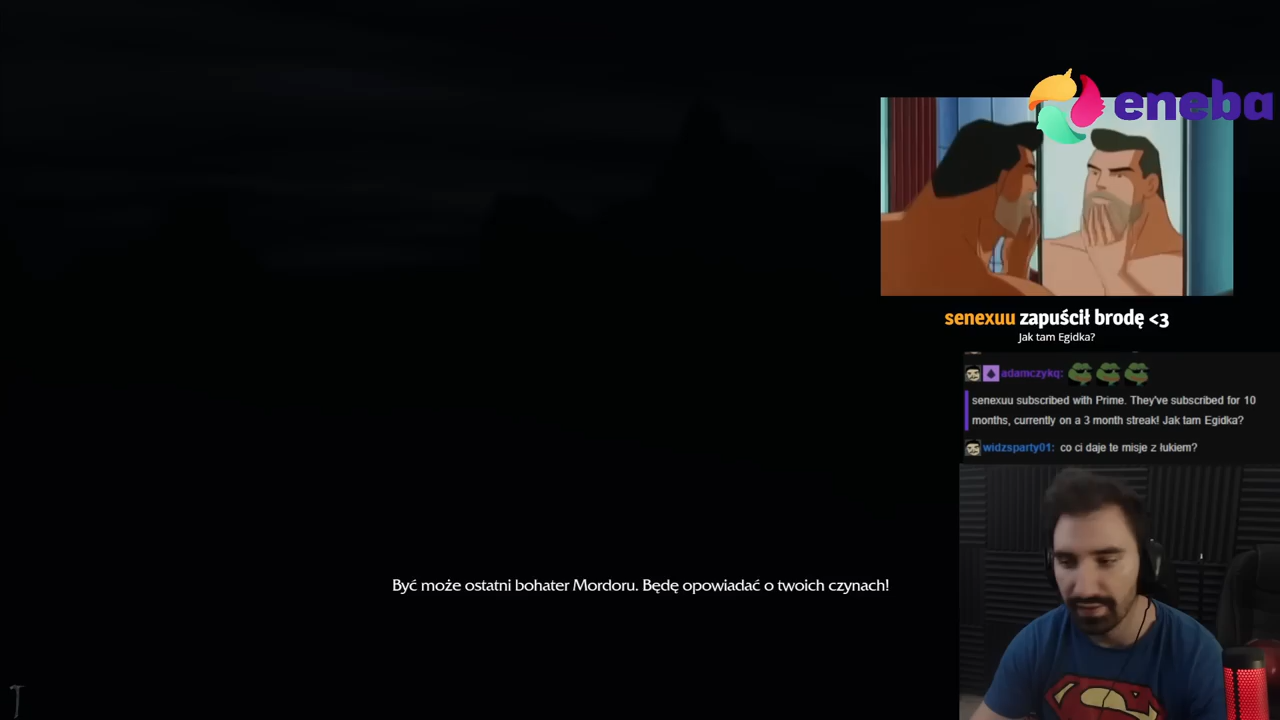 eneba
senexuu zapuścił brodę <3
Jak tam Egidka?
adamczykq:
senexuu subscribed with Prime. They've subscribed for 10
months, currently on a 3 month streak! Jak tam Egidka?
widzsparty01: co ci daje te misje z łukiem?
Być może ostatni bohater Mordoru. Będę opowiadać o twoich czynach!